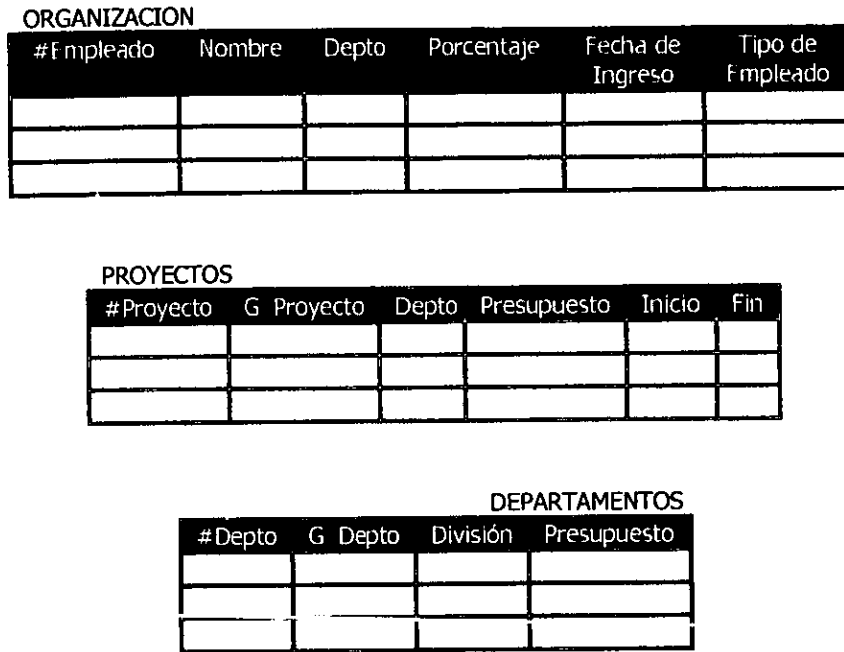 ORGANIZACION
#Empleado Nombre Depto Porcentaje Fecha de Ingreso Tipo de Empleado
PROYECTOS
#Proyecto G Proyecto Depto Presupuesto Inicio Fin
DEPARTAMENTOS
#Depto G Depto División Presupuesto